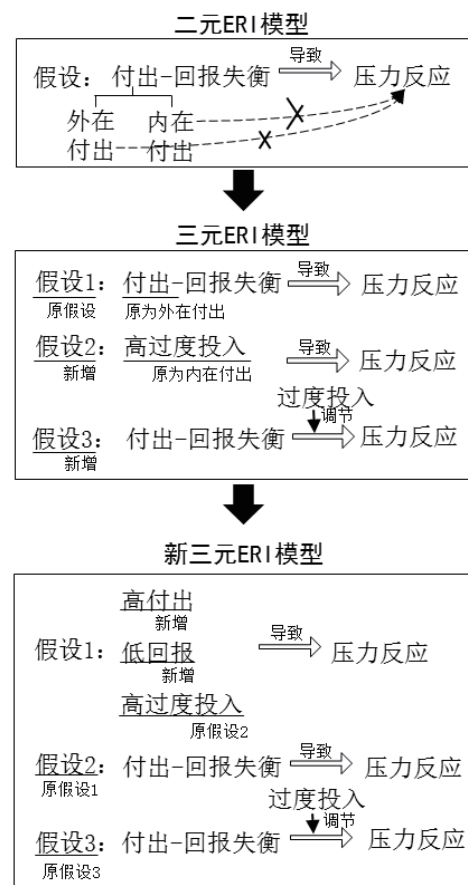 二元ERI模型
假设：付出-回报失衡 导致 压力反应
外在 内在
付出 付出
三元ERI模型
假设1：付出-回报失衡 导致 压力反应
原假设 原为外在付出
假设2：高过度投入 导致 压力反应
新增 原为内在付出
过度投入
调节
假设3：付出-回报失衡 压力反应
新增
新三元ERI模型
高付出
新增
假设1：低回报 导致 压力反应
新增
高过度投入
原假设2
假设2：付出-回报失衡 导致 压力反应
原假设1
过度投入
调节
假设3：付出-回报失衡 压力反应
原假设3